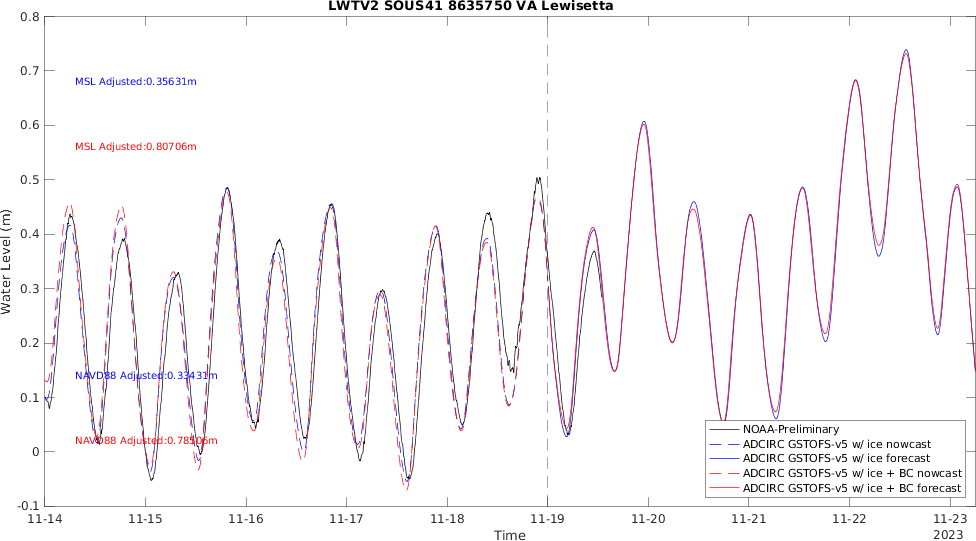 LWTV2 SOUS41 8635750 VA Lewisetta
0.8
0.7
0.6
0.5
0.4
0.3
0.2
0.1
0
-0.1
Water Level (m)
MSL Adjusted:0.35631m
MSL Adjusted:0.80706m
NAVD88 Adjusted:0.33431m
NAVD88 Adjusted:0.78506m
NOAA-Preliminary
ADCIRC GSTOFS-v5 w/ ice nowcast
ADCIRC GSTOFS-v5 w/ ice forecast
ADCIRC GSTOFS-v5 w/ ice + BC nowcast
ADCIRC GSTOFS-v5 w/ ice + BC forecast
11-14 11-15 11-16 11-17 11-18 11-19 11-20 11-21 11-22 11-23
2023
Time